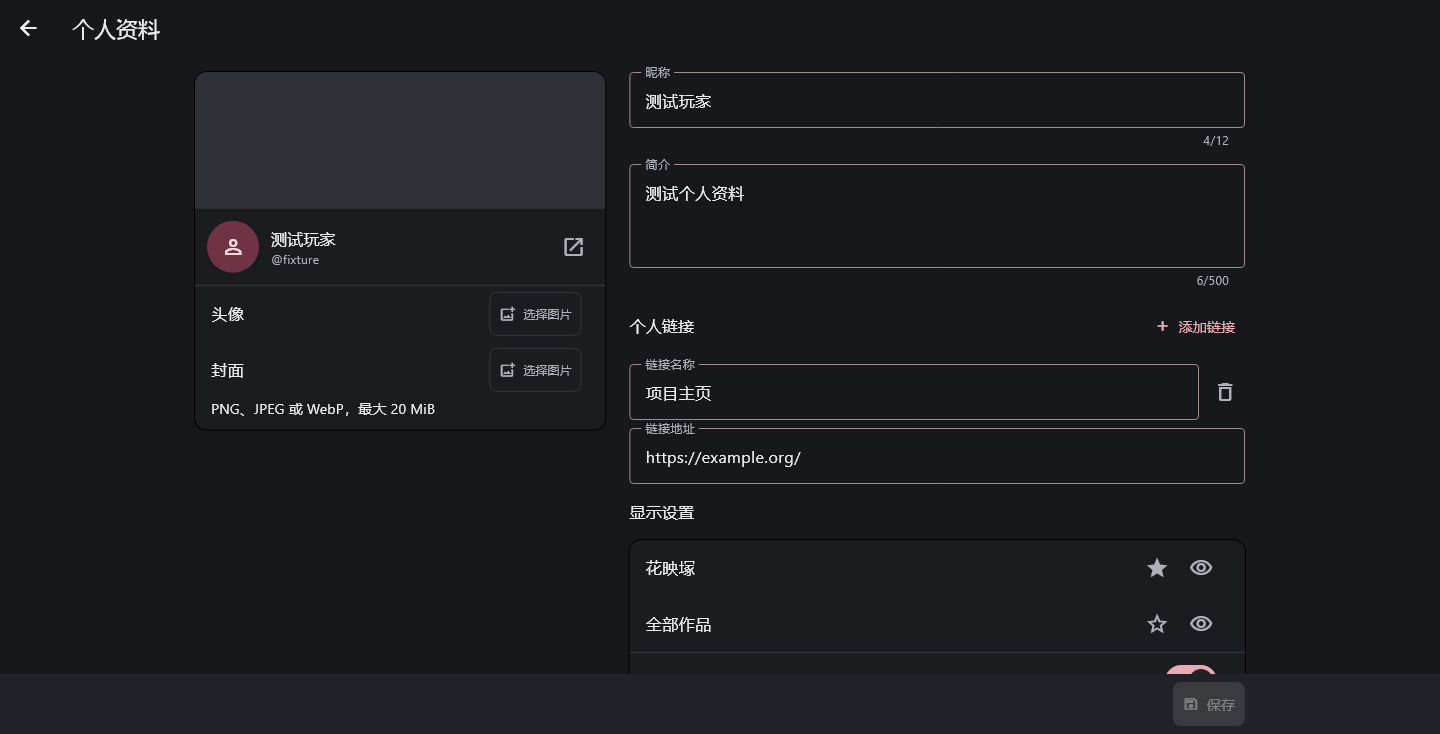 个人资料
测试玩家
@fixture
头像
选择图片
封面
选择图片
PNG、JPEG 或 WebP，最大 20 MiB
昵称
测试玩家
4/12
简介
测试个人资料
6/500
个人链接
添加链接
链接名称
项目主页
链接地址
https://example.org/
显示设置
花映塚
全部作品
保存